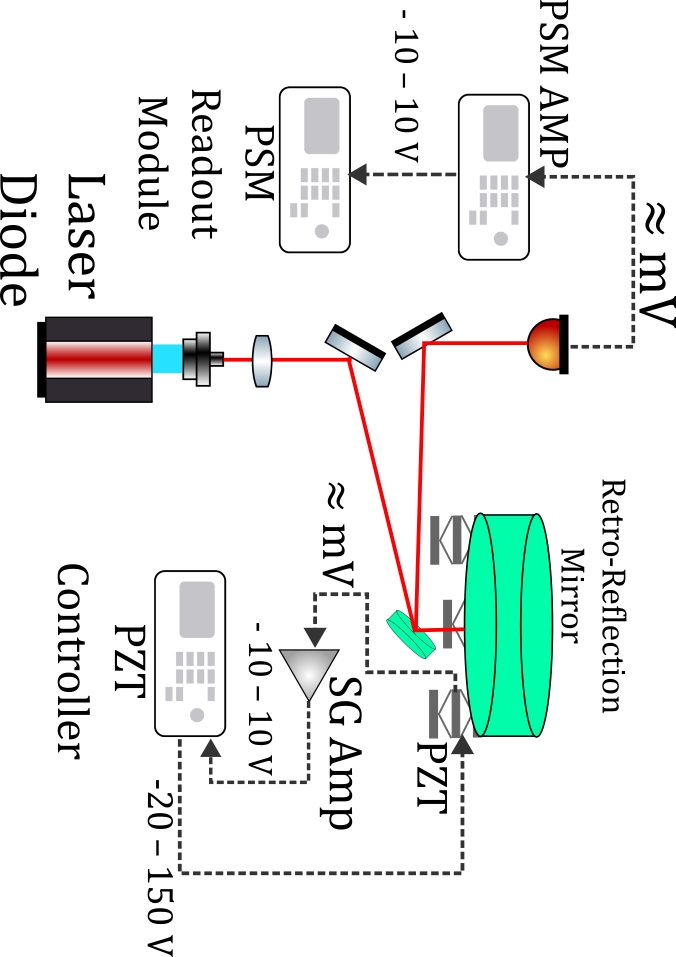 ≈ mV
PSM AMP
- 10 – 10 V
PSM
Readout
Module
Laser
Diode
Retro-Reflection
Mirror
PZT
≈ mV
SG Amp
- 10 – 10 V
PZT
Controller
-20 – 150 V